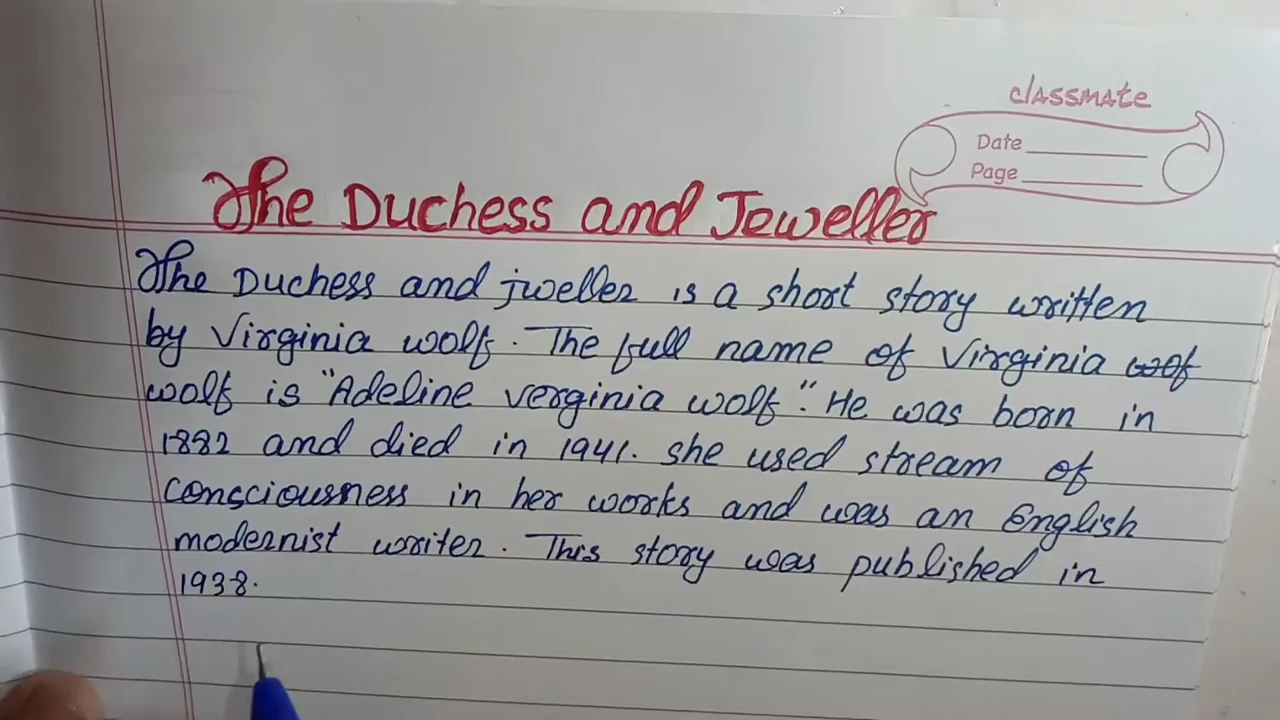 classmate
Date
Page
The Duchess and Jeweller
The Duchess and jweller is a short story written
by Virginia woolf. The full name of Virginia wof
wolf is "Adeline verginia wolf". He was born in
1882 and died in 1941. she used stream of
consciousness in her works and was an English
modernist writer. This story was published in
1938.